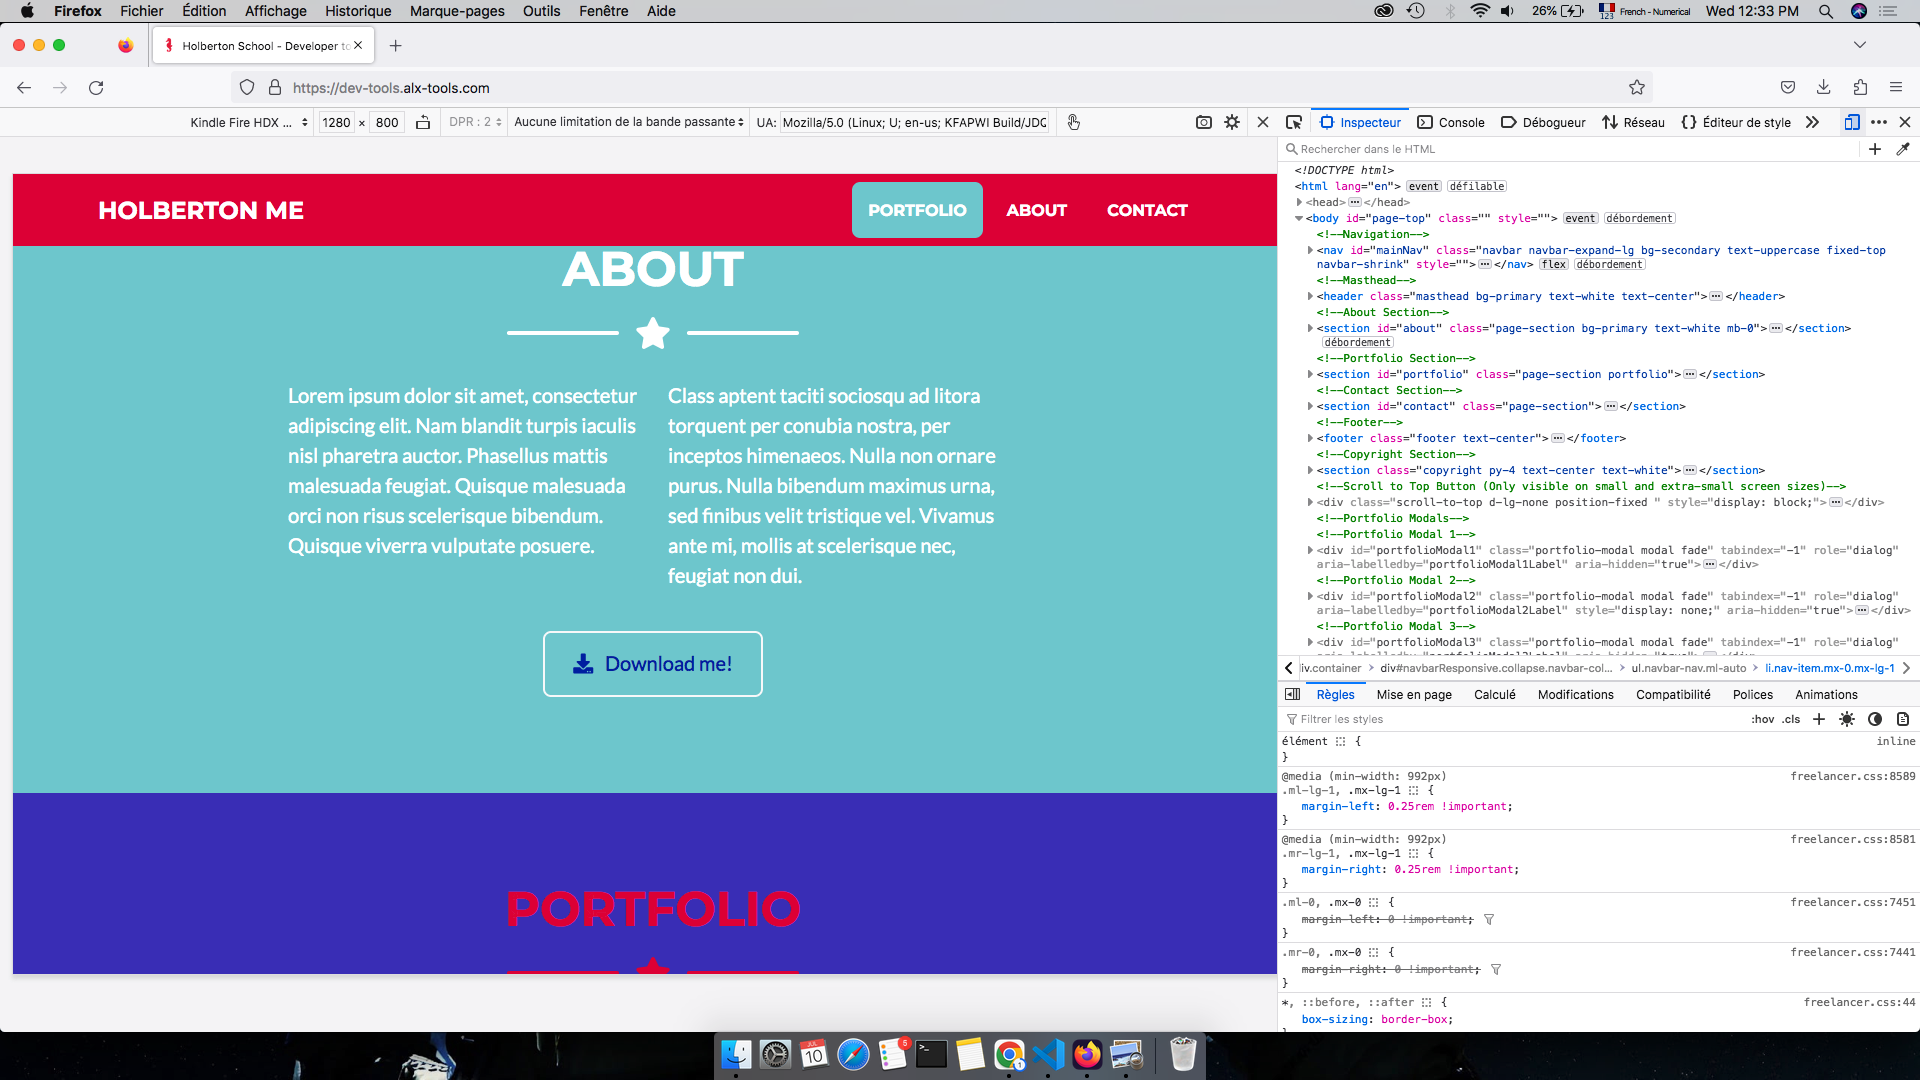 Firefox Fichier Édition Affichage Historique Marque-pages Outils Fenêtre Aide 26% 123 French - Numerical Wed 12:33 PM
Holberton School - Developer to
https://dev-tools.alx-tools.com
Kindle Fire HDX ... 1280 × 800 DPR : 2 Aucune limitation de la bande passante UA: Mozilla/5.0 (Linux; U; en-us; KFAPWI Build/JDQ
Inspecteur Console Débogueur Réseau Éditeur de style
HOLBERTON ME
PORTFOLIO ABOUT CONTACT
ABOUT
Lorem ipsum dolor sit amet, consectetur
adipiscing elit. Nam blandit turpis iaculis
nisl pharetra auctor. Phasellus mattis
malesuada feugiat. Quisque malesuada
orci non risus scelerisque bibendum.
Quisque viverra vulputate posuere.
Class aptent taciti sociosqu ad litora
torquent per conubia nostra, per
inceptos himenaeos. Nulla non ornare
purus. Nulla bibendum maximus urna,
sed finibus velit tristique vel. Vivamus
ante mi, mollis at scelerisque nec,
feugiat non dui.
Download me!
PORTFOLIO
Rechercher dans le HTML
<!DOCTYPE html>
<html lang="en"> event défilable
<head> ••• </head>
<body id="page-top" class="" style=""> event débordement
<!--Navigation-->
<nav id="mainNav" class="navbar navbar-expand-lg bg-secondary text-uppercase fixed-top
navbar-shrink" style=""> ••• </nav> flex débordement
<!--Masthead-->
<header class="masthead bg-primary text-white text-center"> ••• </header>
<!--About Section-->
<section id="about" class="page-section bg-primary text-white mb-0"> ••• </section>
débordement
<!--Portfolio Section-->
<section id="portfolio" class="page-section portfolio"> ••• </section>
<!--Contact Section-->
<section id="contact" class="page-section"> ••• </section>
<!--Footer-->
<footer class="footer text-center"> ••• </footer>
<!--Copyright Section-->
<section class="copyright py-4 text-center text-white"> ••• </section>
<!--Scroll to Top Button (Only visible on small and extra-small screen sizes)-->
<div class="scroll-top d-lg-none position-fixed " style="display: block;"> ••• </div>
<!--Portfolio Modals-->
<!--Portfolio Modal 1-->
<div id="portfolioModal1" class="portfolio-modal modal fade" tabindex="-1" role="dialog"
aria-labelledby="portfolioModal1Label" aria-hidden="true"> ••• </div>
<!--Portfolio Modal 2-->
<div id="portfolioModal2" class="portfolio-modal modal fade" tabindex="-1" role="dialog"
aria-labelledby="portfolioModal2Label" style="display: none;" aria-hidden="true"> ••• </div>
<!--Portfolio Modal 3-->
<div id="portfolioModal3" class="portfolio-modal modal fade" tabindex="-1" role="dialog"
iv.container > div#navbarResponsive.collapse.navbar-col... > ul.navbar-nav.ml-auto > li.nav-item.mx-0.mx-lg-1
Règles Mise en page Calculé Modifications Compatibilité Polices Animations
Filtrer les styles :hov .cls
élément { inline
}
@media (min-width: 992px) freelancer.css:8589
.ml-lg-1, .mx-lg-1 {
margin-left: 0.25rem !important;
}
@media (min-width: 992px) freelancer.css:8581
.mr-lg-1, .mx-lg-1 {
margin-right: 0.25rem !important;
}
.ml-0, .mx-0 { freelancer.css:7451
margin-left: 0 !important;
}
.mr-0, .mx-0 { freelancer.css:7441
margin-right: 0 !important;
}
*, ::before, ::after { freelancer.css:44
box-sizing: border-box;
JUL
10
5
1